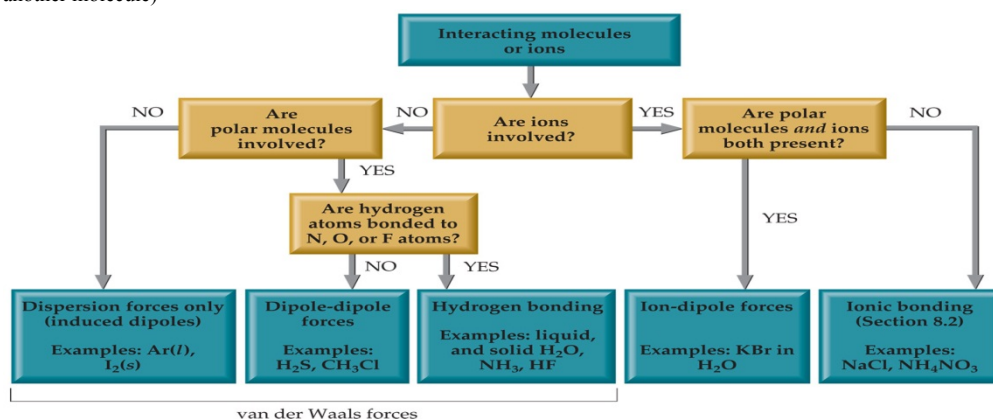 another molecule)
Interacting molecules
or ions
NO
Are
polar molecules
involved?
NO
Are ions
involved?
YES
Are polar
molecules and ions
both present?
NO
YES
Are hydrogen
atoms bonded to
N, O, or F atoms?
YES
NO
YES
Dispersion forces only
(induced dipoles)
Examples: Ar(l),
I₂(s)
Dipole-dipole
forces
Examples:
H₂S, CH₃Cl
Hydrogen bonding
Examples: liquid,
and solid H₂O,
NH₃, HF
Ion-dipole forces
Examples: KBr in
H₂O
Ionic bonding
(Section 8.2)
Examples:
NaCl, NH₄NO₃
van der Waals forces